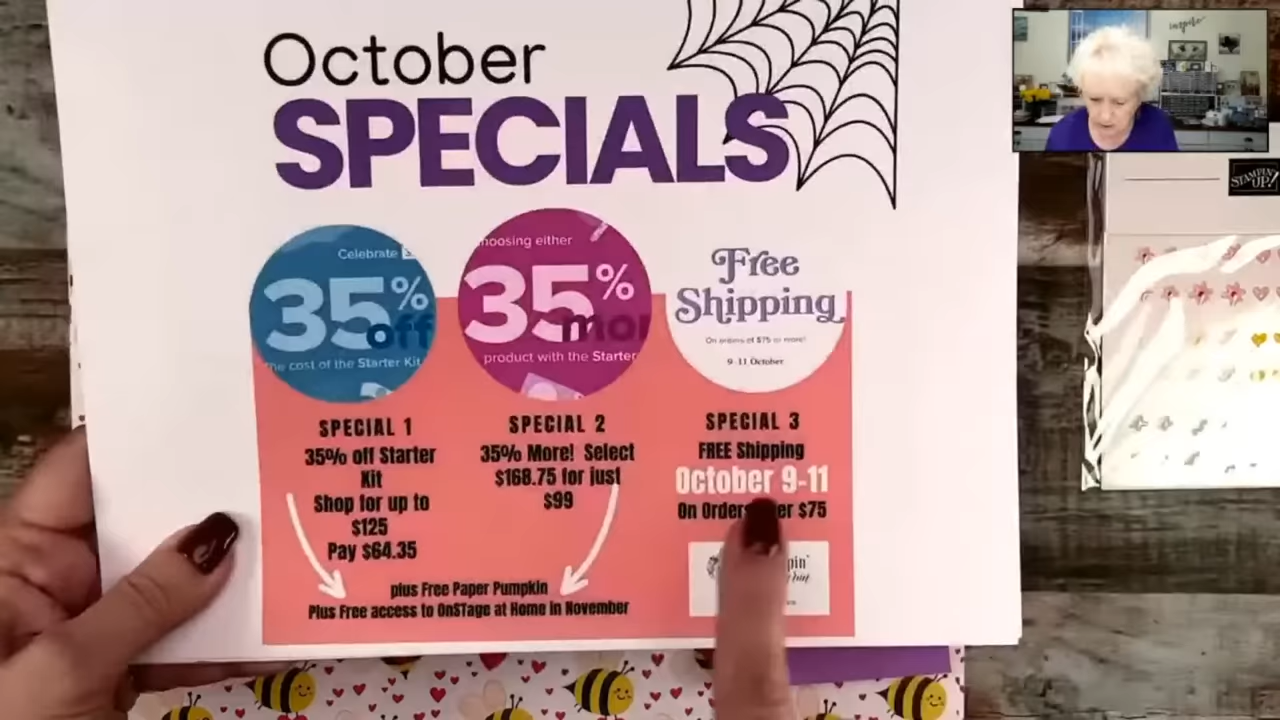 October
SPECIALS
inspire
STAMPIN' UP!
Celebrate
35% off
the cost of the Starter Kit
choosing either
35% mor
product with the Starter
Free
Shipping
On orders of $75 or more!
9-11 October
SPECIAL 1
35% off Starter
Kit
Shop for up to
$125
Pay $64.35
SPECIAL 2
35% More! Select
$168.75 for just
$99
SPECIAL 3
FREE Shipping
October 9-11
On Orders $75
plus Free Paper Pumpkin
Plus Free access to OnSTage at Home in November